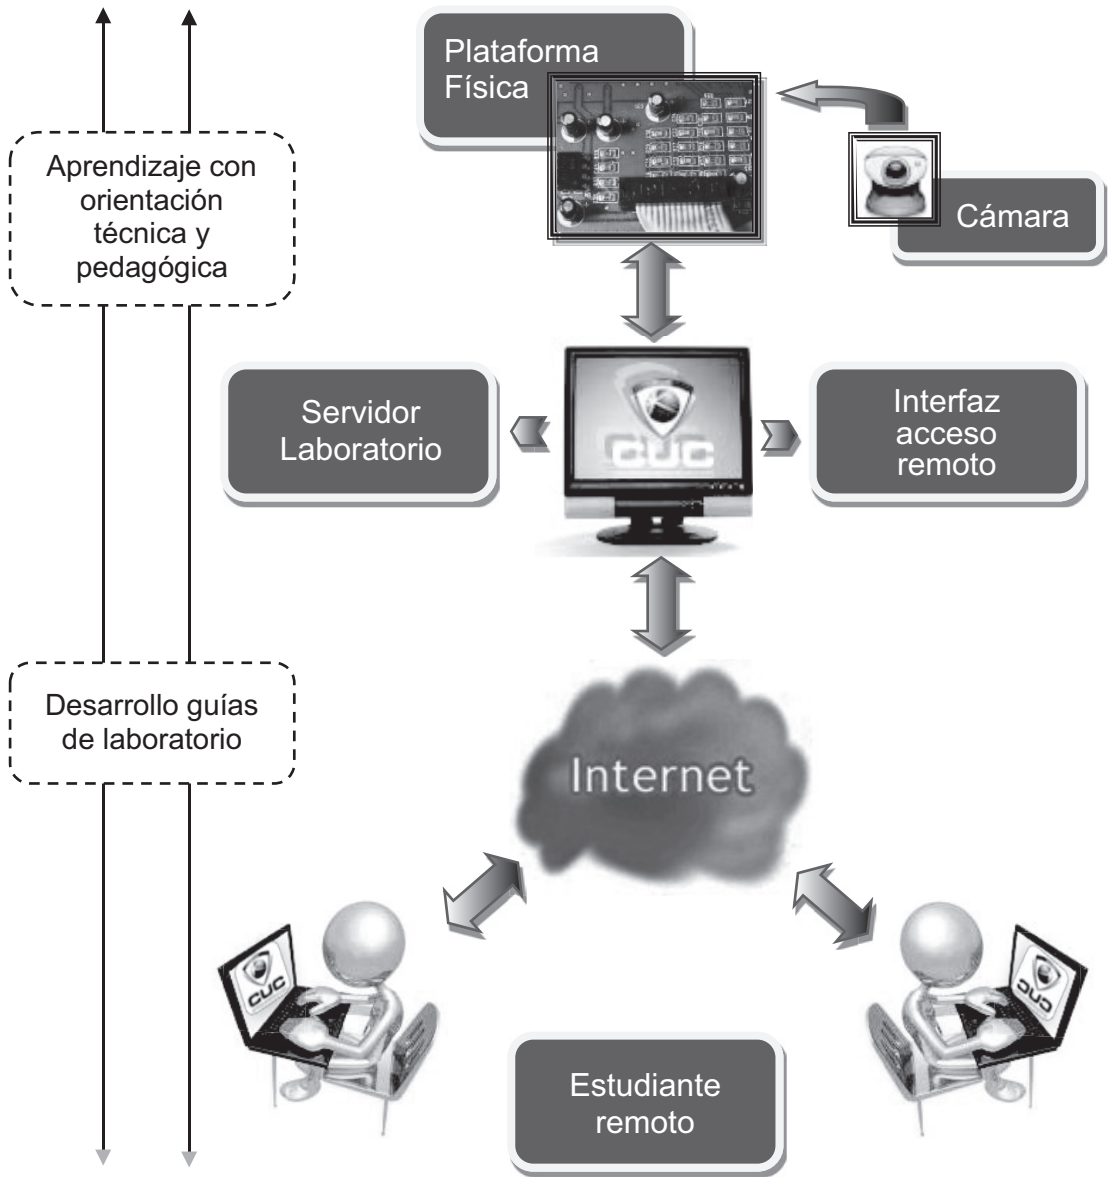 Plataforma
Física
Aprendizaje con
orientación
técnica y
pedagógica
Cámara
Servidor
Laboratorio
CUC
Interfaz
acceso
remoto
Desarrollo guías
de laboratorio
Internet
CUC
CUC
Estudiante
remoto